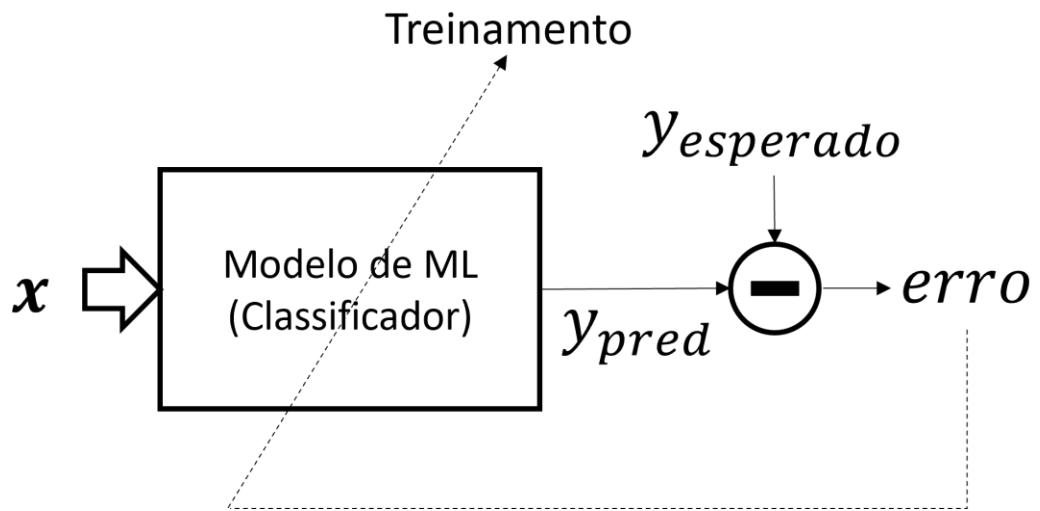 Treinamento
y_esperado
Modelo de ML
(Classificador)
x
erro
y_pred